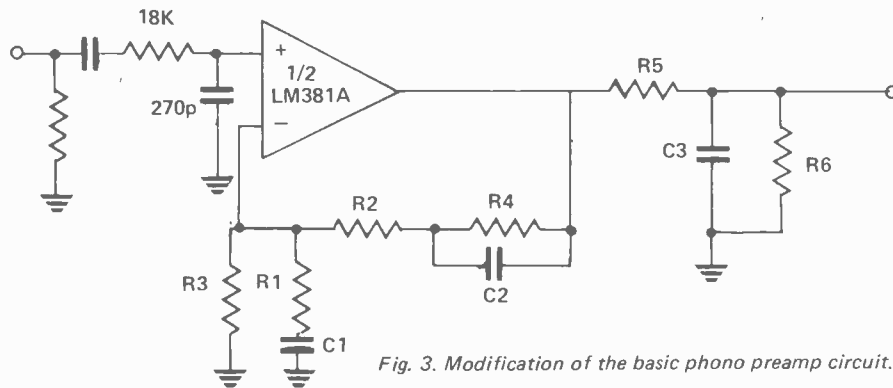 18K
+
1/2
LM381A
−
270p
R5
C3
R6
R2
R4
C2
R3
R1
C1
Fig. 3. Modification of the basic phono preamp circuit.